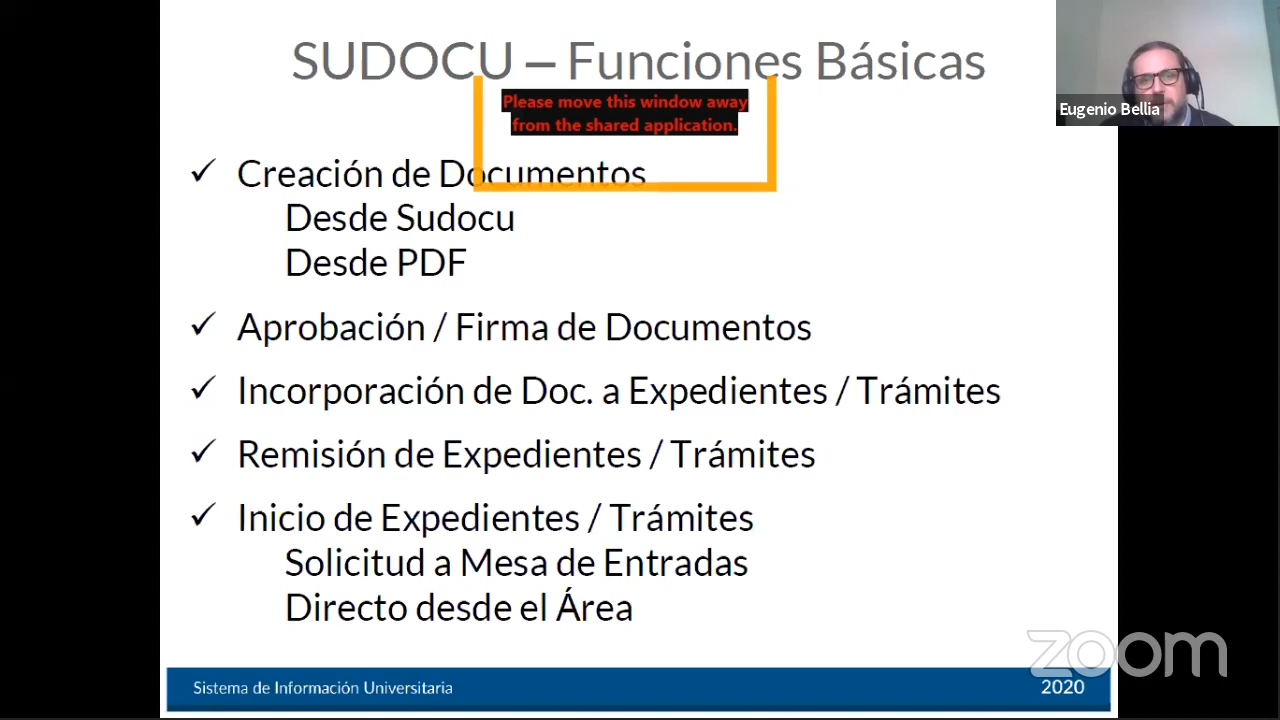 SUDOCU – Funciones Básicas
Please move this window away
from the shared application.
Eugenio Bellia
✓ Creación de Documentos
Desde Sudocu
Desde PDF
✓ Aprobación / Firma de Documentos
✓ Incorporación de Doc. a Expedientes / Trámites
✓ Remisión de Expedientes / Trámites
✓ Inicio de Expedientes / Trámites
Solicitud a Mesa de Entradas
Directo desde el Área
zoom
Sistema de Información Universitaria
2020